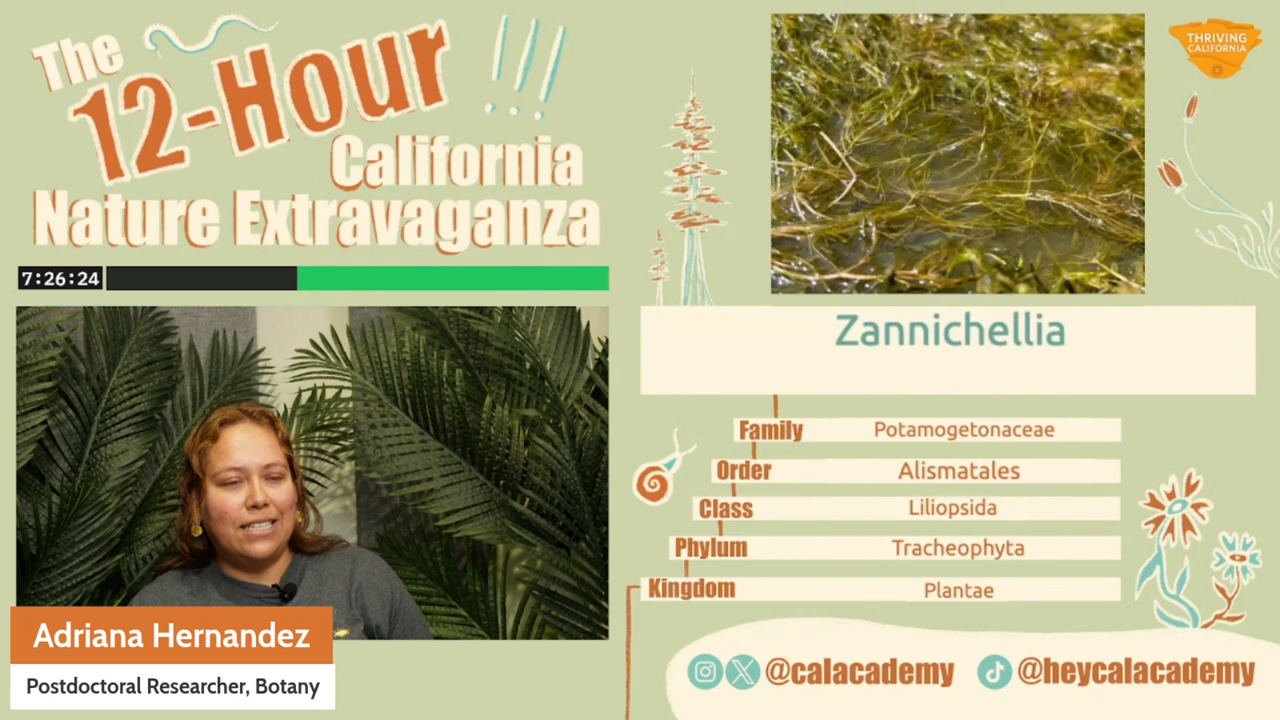 The
12-Hour!!!
California
Nature Extravaganza
7:26:24
Adriana Hernandez
Postdoctoral Researcher, Botany
THRIVING
CALIFORNIA
Zannichellia
Family Potamogetonaceae
Order Alismatales
Class Liliopsida
Phylum Tracheophyta
Kingdom Plantae
@calacademy @heycalacademy